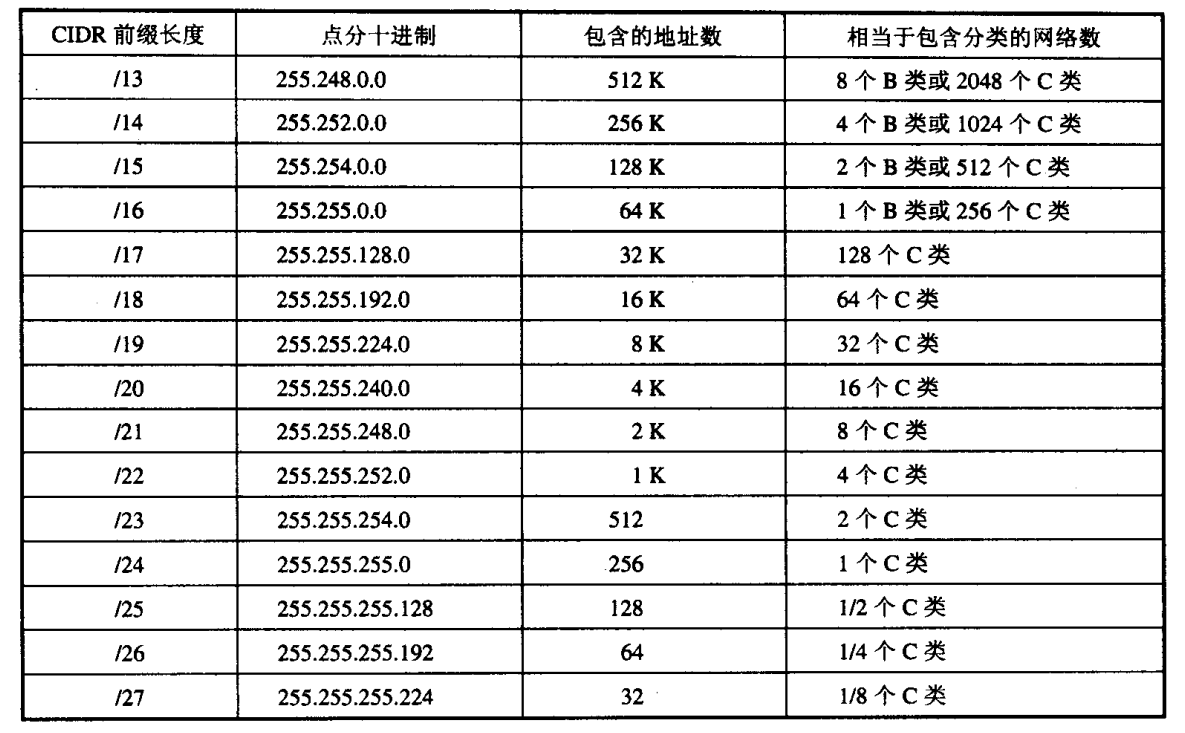 CIDR 前缀长度 点分十进制 包含的地址数 相当于包含分类的网络数
/13 255.248.0.0 512 K 8 个 B 类或 2048 个 C 类
/14 255.252.0.0 256 K 4 个 B 类或 1024 个 C 类
/15 255.254.0.0 128 K 2 个 B 类或 512 个 C 类
/16 255.255.0.0 64 K 1 个 B 类或 256 个 C 类
/17 255.255.128.0 32 K 128 个 C 类
/18 255.255.192.0 16 K 64 个 C 类
/19 255.255.224.0 8 K 32 个 C 类
/20 255.255.240.0 4 K 16 个 C 类
/21 255.255.248.0 2 K 8 个 C 类
/22 255.255.252.0 1 K 4 个 C 类
/23 255.255.254.0 512 2 个 C 类
/24 255.255.255.0 256 1 个 C 类
/25 255.255.255.128 128 1/2 个 C 类
/26 255.255.255.192 64 1/4 个 C 类
/27 255.255.255.224 32 1/8 个 C 类